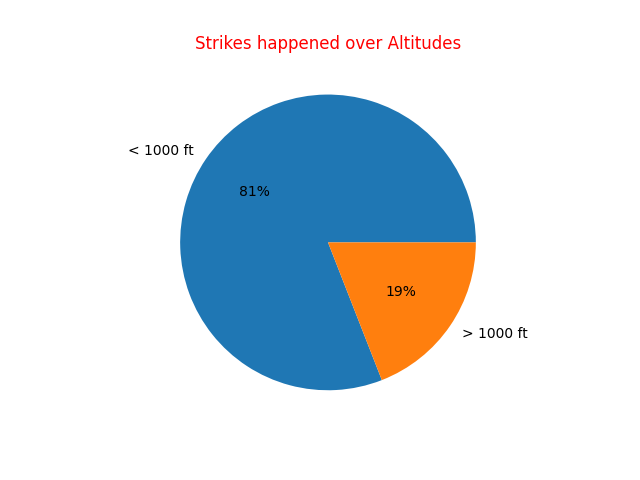 Strikes happened over Altitudes
< 1000 ft
81%
19%
> 1000 ft